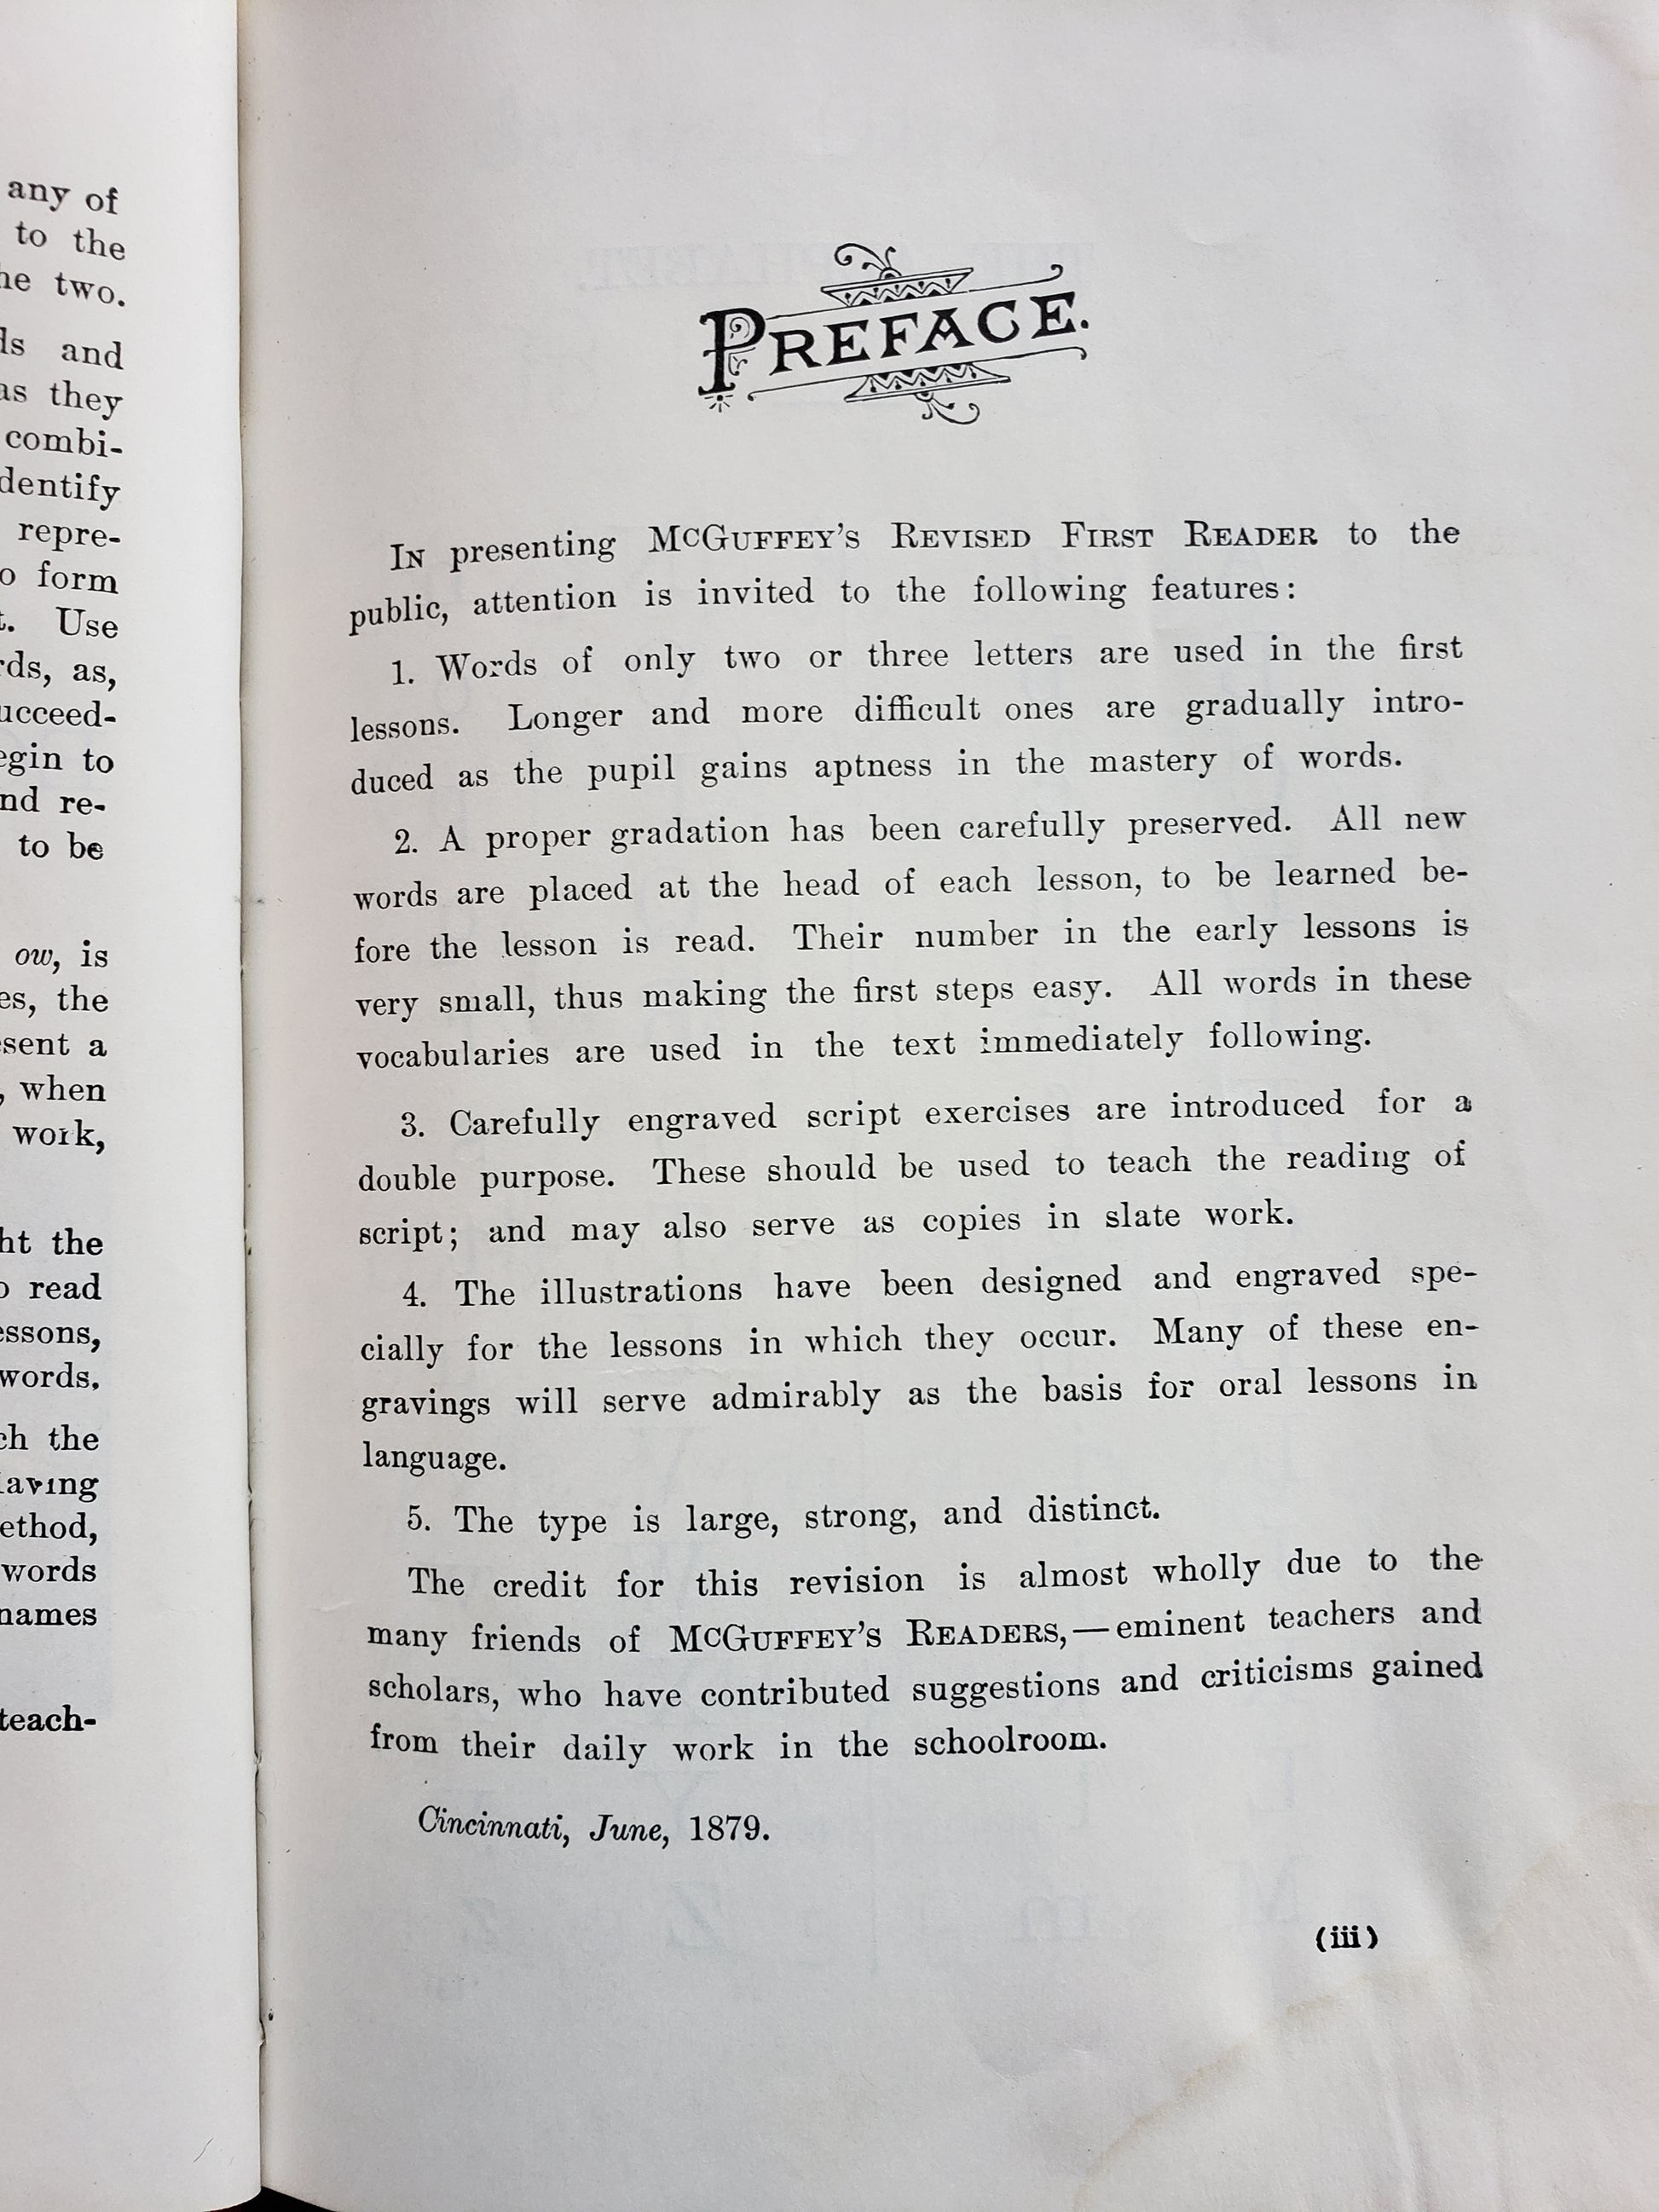 any of
to the
he two.
ds and
as they
combi-
dentify
repre-
o form
t. Use
rds, as,
ucceed-
egin to
nd re-
to be
ow, is
es, the
sent a
, when
work,
ht the
o read
essons,
words.
ch the
aving
ethod,
words
names
teach-
PREFACE.
IN presenting MCGUFFEY'S REVISED FIRST READER to the
public, attention is invited to the following features:
1. Words of only two or three letters are used in the first
lessons. Longer and more difficult ones are gradually intro-
duced as the pupil gains aptness in the mastery of words.
2. A proper gradation has been carefully preserved. All new
words are placed at the head of each lesson, to be learned be-
fore the lesson is read. Their number in the early lessons is
very small, thus making the first steps easy. All words in these
vocabularies are used in the text immediately following.
3. Carefully engraved script exercises are introduced for a
double purpose. These should be used to teach the reading of
script; and may also serve as copies in slate work.
4. The illustrations have been designed and engraved spe-
cially for the lessons in which they occur. Many of these en-
gravings will serve admirably as the basis for oral lessons in
language.
5. The type is large, strong, and distinct.
The credit for this revision is almost wholly due to the
many friends of MCGUFFEY'S READERS,—eminent teachers and
scholars, who have contributed suggestions and criticisms gained
from their daily work in the schoolroom.
Cincinnati, June, 1879.
(iii)